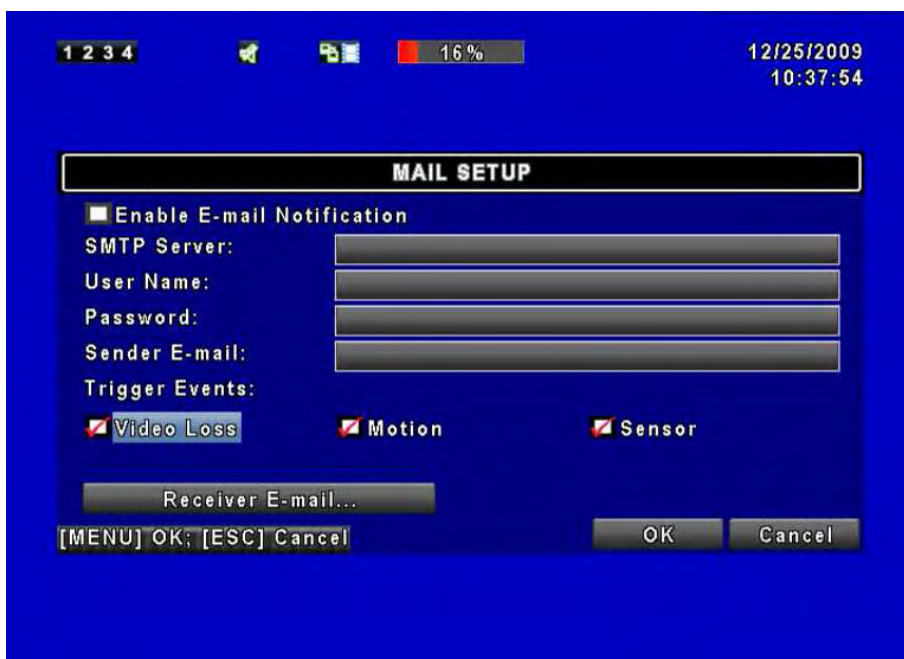 1 2 3 4 16% 12/25/2009
10:37:54
MAIL SETUP
Enable E-mail Notification
SMTP Server:
User Name:
Password:
Sender E-mail:
Trigger Events:
Video Loss Motion Sensor
Receiver E-mail...
[MENU] OK; [ESC] Cancel OK Cancel